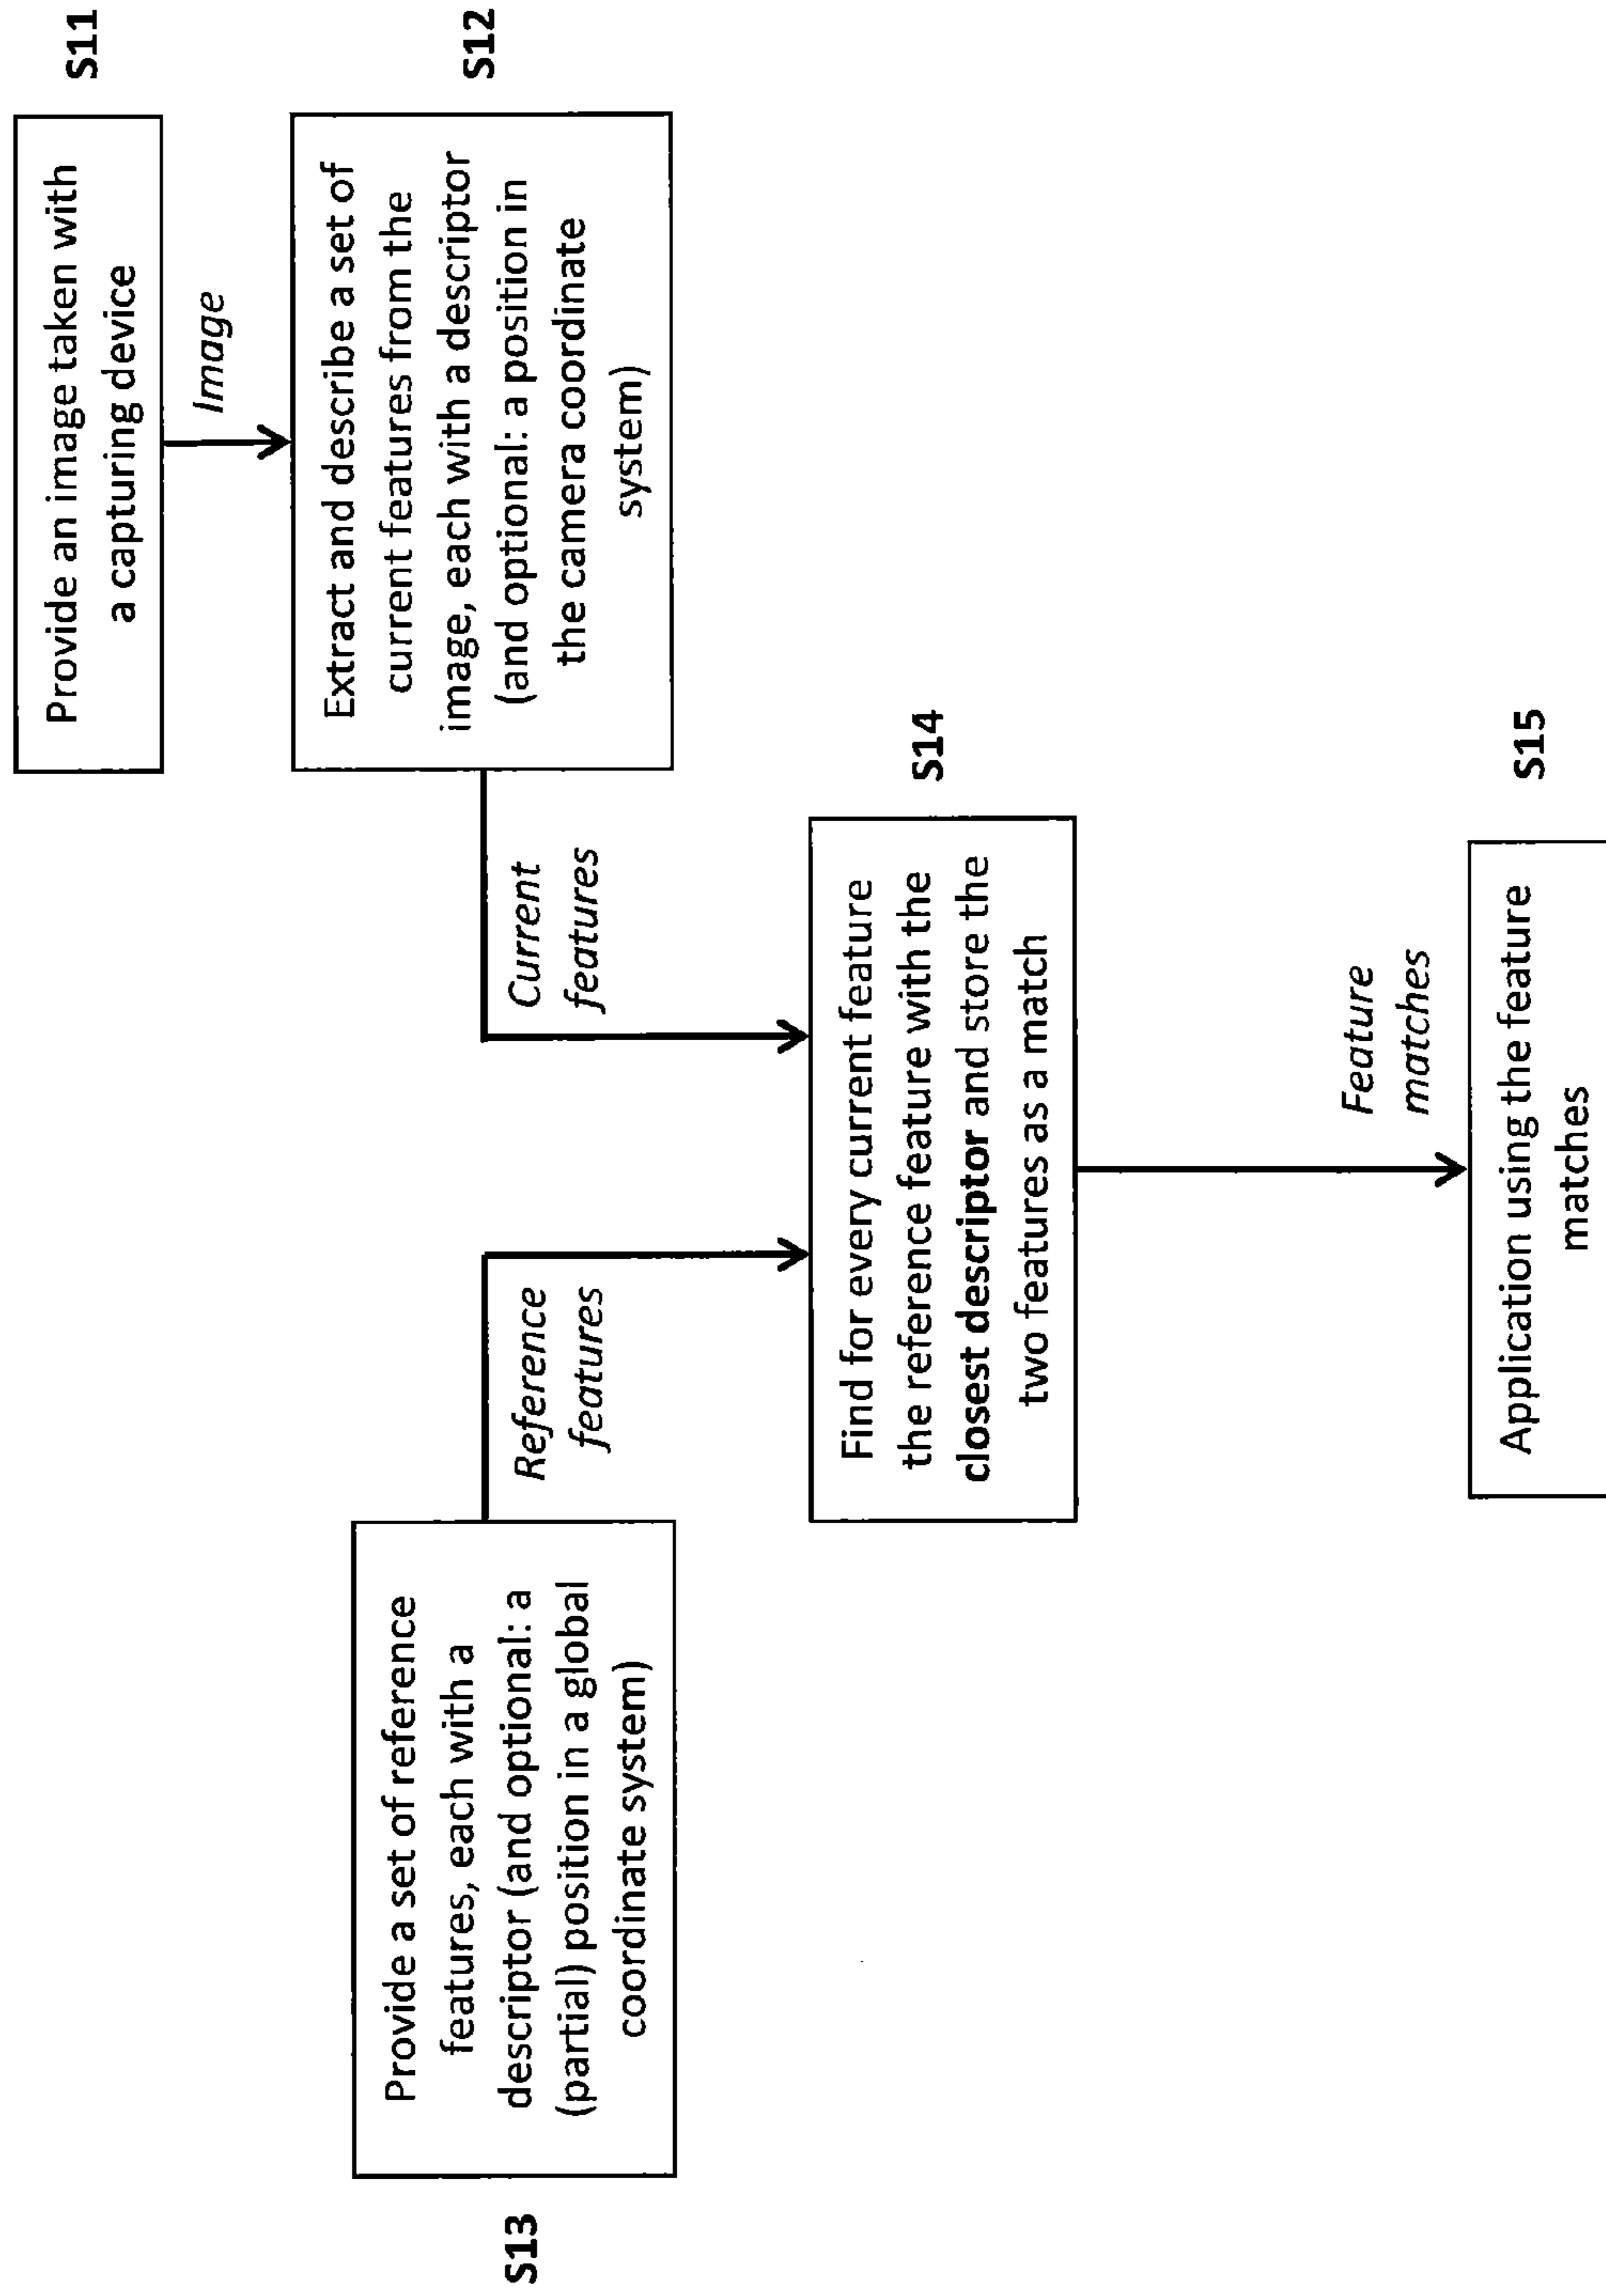 Provide an image taken with
a capturing device
S11
Image
Extract and describe a set of
current features from the
image, each with a descriptor
(and optional: a position in
the camera coordinate
system)
S12
S13
Provide a set of reference
features, each with a
descriptor (and optional: a
(partial) position in a global
coordinate system)
Reference
features
Current
features
Find for every current feature
the reference feature with the
closest descriptor and store the
two features as a match
S14
Feature
matches
Application using the feature
matches
S15